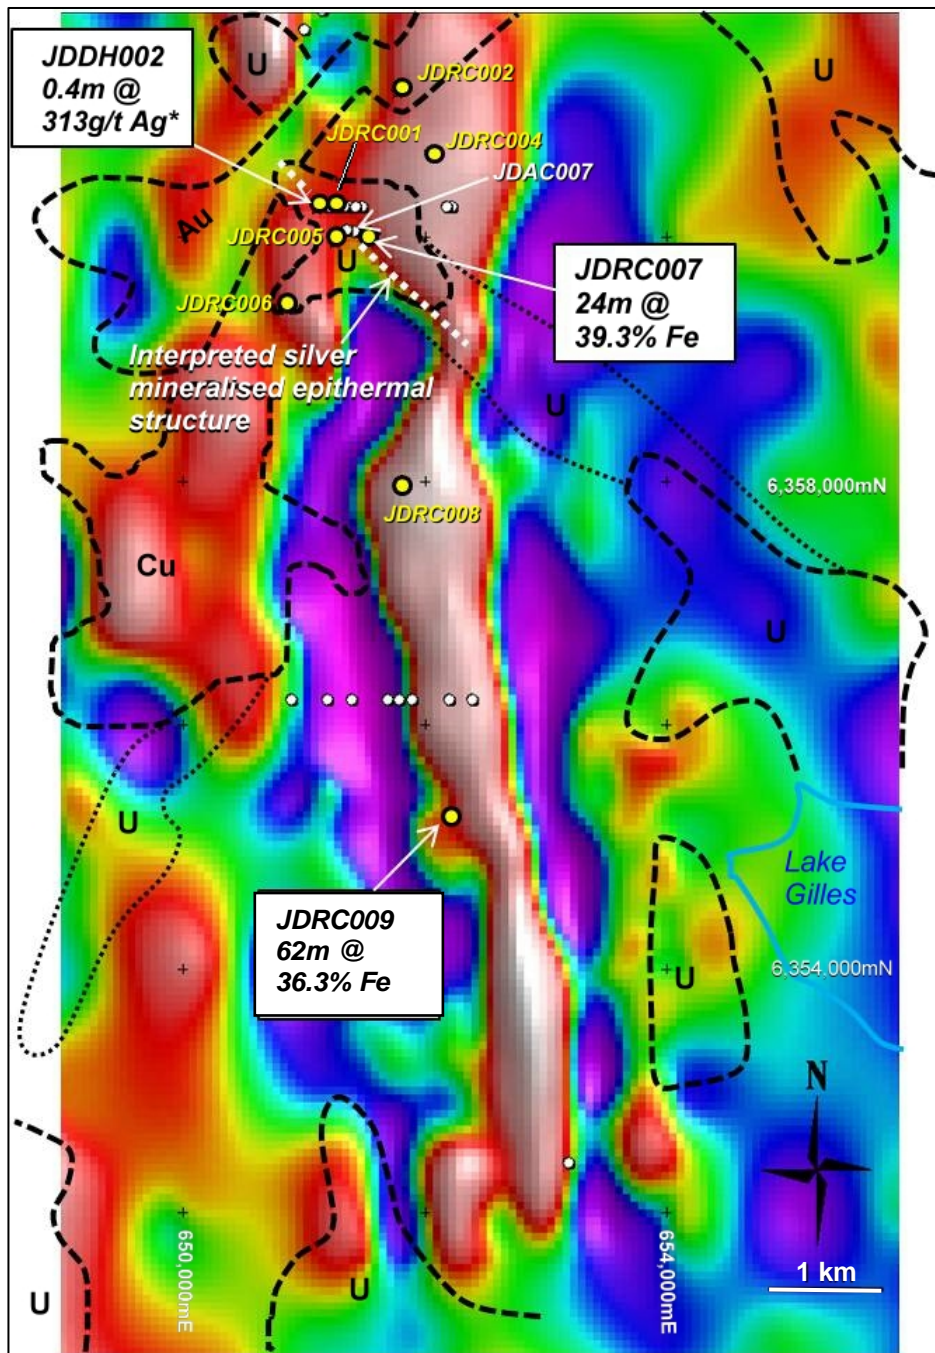 JDDH002
0.4m @
313g/t Ag*
U
JDRC002
U
JDRC001
JDRC004
JDAC007
Au
JDRC005
U
JDRC007
24m @
39.3% Fe
JDRC006
Interpreted silver
mineralised epithermal
structure
U
6,358,000mN
JDRC008
Cu
U
U
Lake
Gilles
JDRC009
62m @
36.3% Fe
6,354,000mN
U
N
650,000mE
654,000mE
1 km
U
U